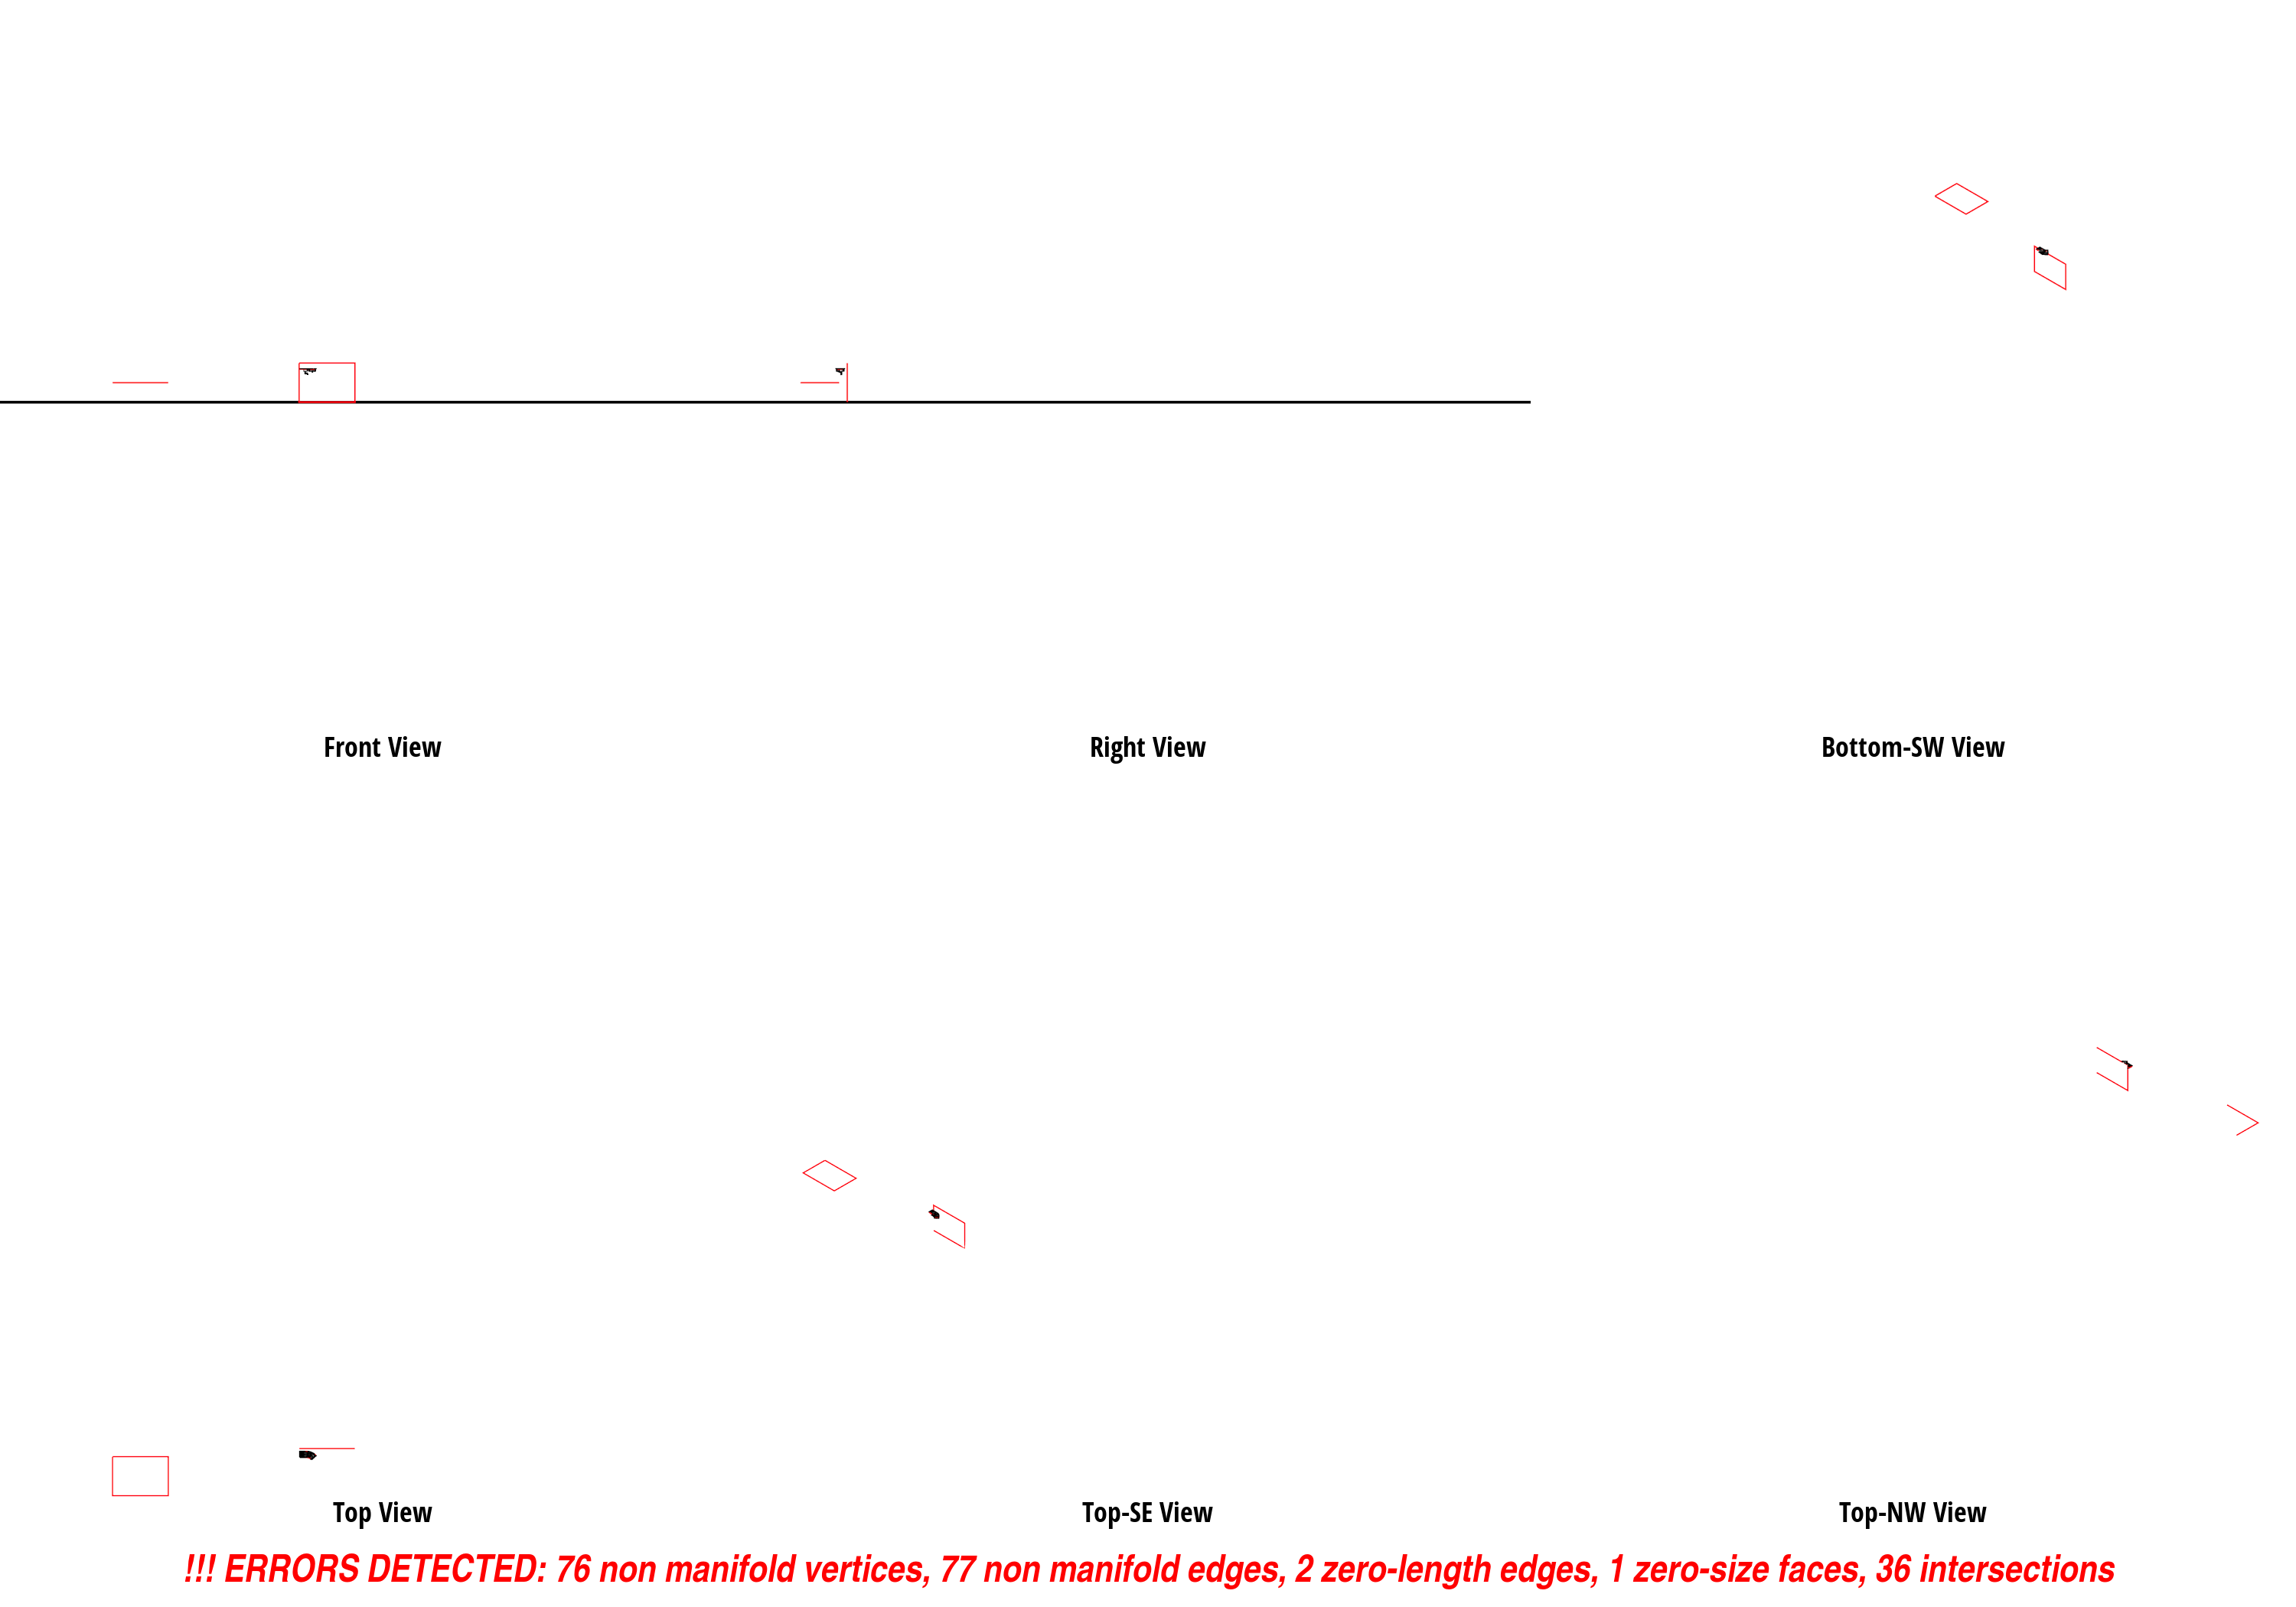 Front View
Right View
Bottom-SW View
Top View
Top-SE View
Top-NW View
!!! ERRORS DETECTED: 76 non manifold vertices, 77 non manifold edges, 2 zero-length edges, 1 zero-size faces, 36 intersections